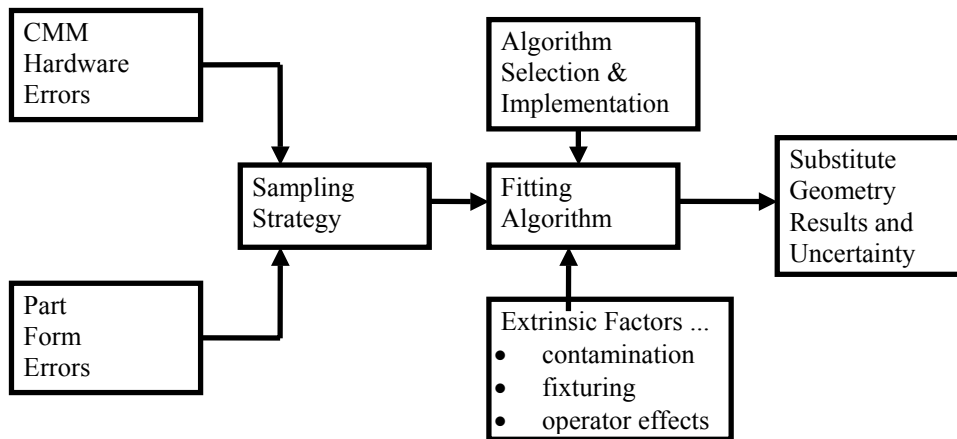 CMM
Hardware
Errors
Algorithm
Selection &
Implementation
Sampling
Strategy
Fitting
Algorithm
Substitute
Geometry
Results and
Uncertainty
Part
Form
Errors
Extrinsic Factors ...
• contamination
• fixturing
• operator effects